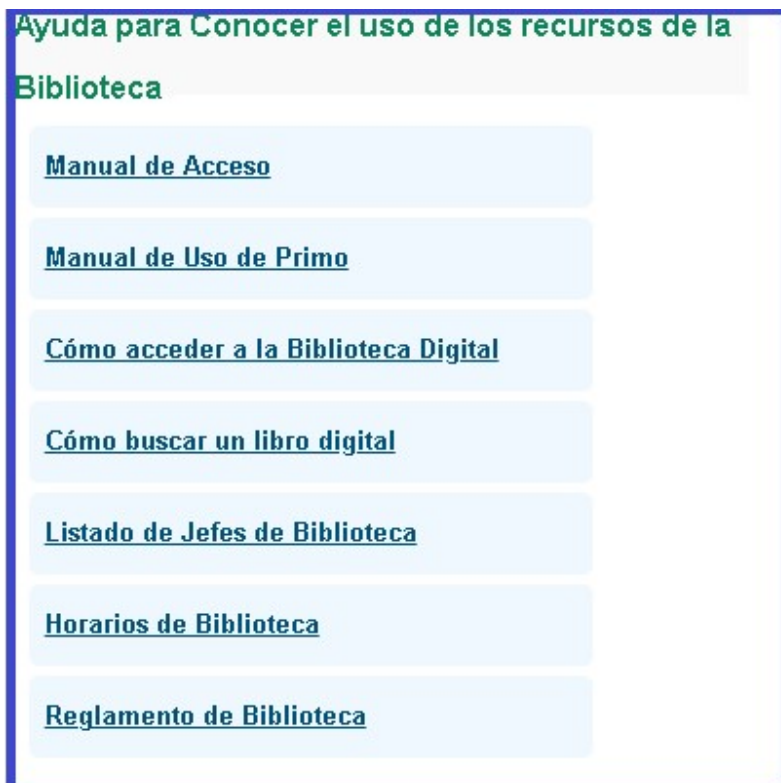 Ayuda para Conocer el uso de los recursos de la
Biblioteca
Manual de Acceso
Manual de Uso de Primo
Cómo acceder a la Biblioteca Digital
Cómo buscar un libro digital
Listado de Jefes de Biblioteca
Horarios de Biblioteca
Reglamento de Biblioteca